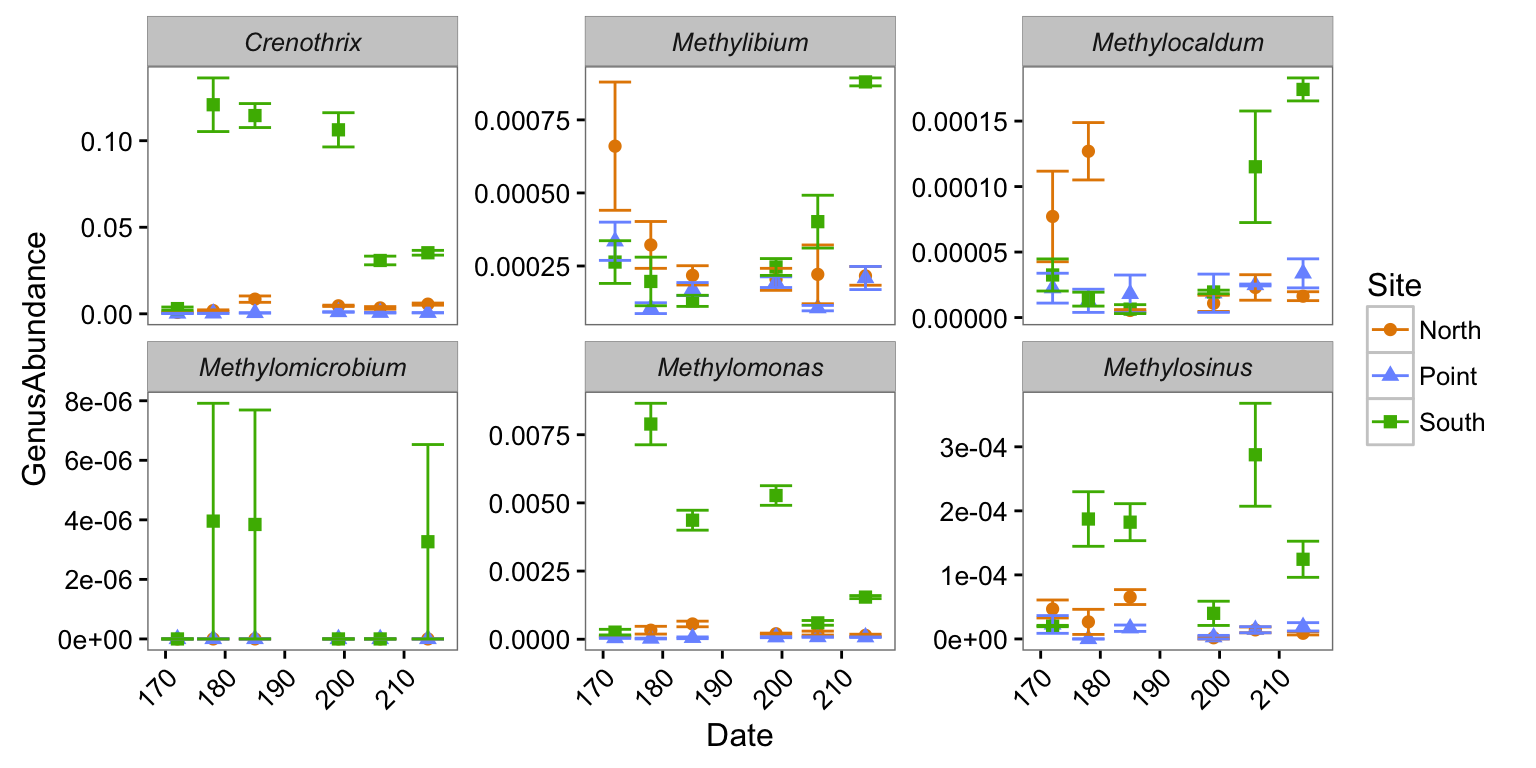 Crenothrix
Methylibium
Methylocaldum
0.10
0.05
0.00
0.00075
0.00050
0.00025
0.00015
0.00010
0.00005
0.00000
GenusAbundance
Methylomicrobium
Methylomonas
Methylosinus
8e-06
6e-06
4e-06
2e-06
0e+00
0.0075
0.0050
0.0025
0.0000
3e-04
2e-04
1e-04
0e+00
170 180 190 200 210
170 180 190 200 210
170 180 190 200 210
Date
Site
North
Point
South